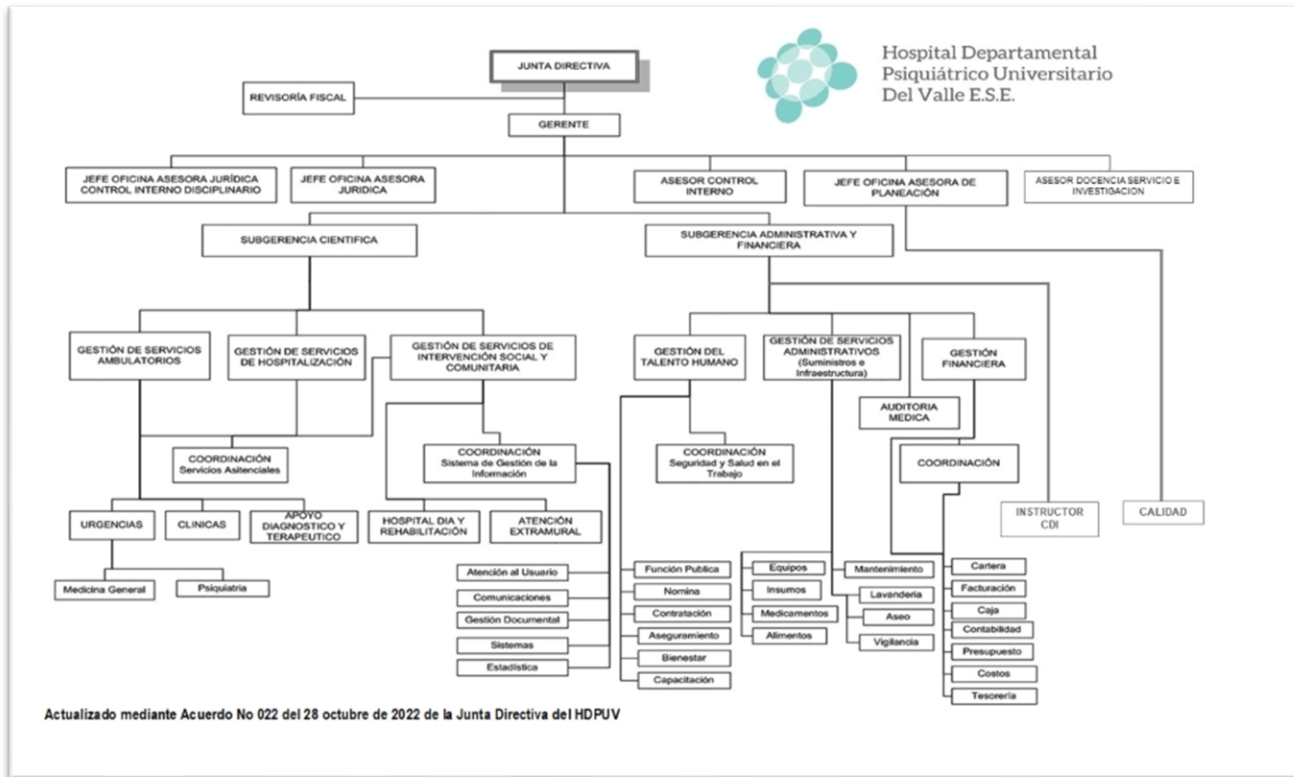 Hospital Departamental
Psiquiátrico Universitario
Del Valle E.S.E.
JUNTA DIRECTIVA
REVISORÍA FISCAL
GERENTE
JEFE OFICINA ASESORA JURÍDICA
CONTROL INTERNO DISCIPLINARIO
JEFE OFICINA ASESORA
JURIDICA
ASESOR CONTROL
INTERNO
JEFE OFICINA ASESORA DE
PLANEACIÓN
ASESOR DOCENCIA SERVICIO E
INVESTIGACION
SUBGERENCIA CIENTIFICA
SUBGERENCIA ADMINISTRATIVA Y
FINANCIERA
GESTIÓN DE SERVICIOS
AMBULATORIOS
GESTIÓN DE SERVICIOS
DE HOSPITALIZACIÓN
GESTIÓN DE SERVICIOS DE
INTERVENCIÓN SOCIAL Y
COMUNITARIA
GESTIÓN DEL
TALENTO HUMANO
GESTIÓN DE SERVICIOS
ADMINISTRATIVOS
(Suministros e
Infraestructura)
GESTIÓN
FINANCIERA
AUDITORIA
MEDICA
COORDINACIÓN
Servicios Asitenciales
COORDINACIÓN
Sistema de Gestión de la
Información
COORDINACIÓN
Seguridad y Salud en el
Trabajo
COORDINACIÓN
URGENCIAS
CLINICAS
APOYO
DIAGNOSTICO Y
TERAPEUTICO
HOSPITAL DIA Y
REHABILITACIÓN
ATENCIÓN
EXTRAMURAL
INSTRUCTOR
CDI
CALIDAD
Medicina General
Psiquiatria
Atención al Usuario
Comunicaciones
Gestión Documental
Sistemas
Estadística
Función Publica
Nomina
Contratación
Aseguramiento
Bienestar
Capacitación
Equipos
Insumos
Medicamentos
Alimentos
Mantenimiento
Lavanderia
Aseo
Vigilancia
Cartera
Facturación
Caja
Contabilidad
Presupuesto
Costos
Tesorería
Actualizado mediante Acuerdo No 022 del 28 octubre de 2022 de la Junta Directiva del HDPUV